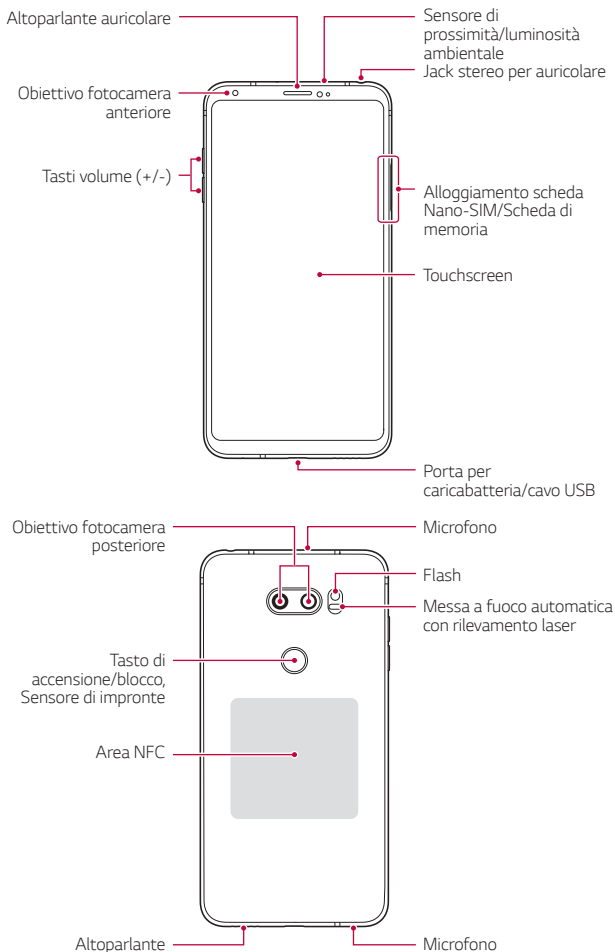 Altoparlante auricolare
Sensore di
prossimità/luminosità
ambientale
Jack stereo per auricolare
Obiettivo fotocamera
anteriore
Tasti volume (+/-)
Alloggiamento scheda
Nano-SIM/Scheda di
memoria
Touchscreen
Porta per
caricabatteria/cavo USB
Obiettivo fotocamera
posteriore
Microfono
Flash
Messa a fuoco automatica
con rilevamento laser
Tasto di
accensione/blocco,
Sensore di impronte
Area NFC
Altoparlante
Microfono